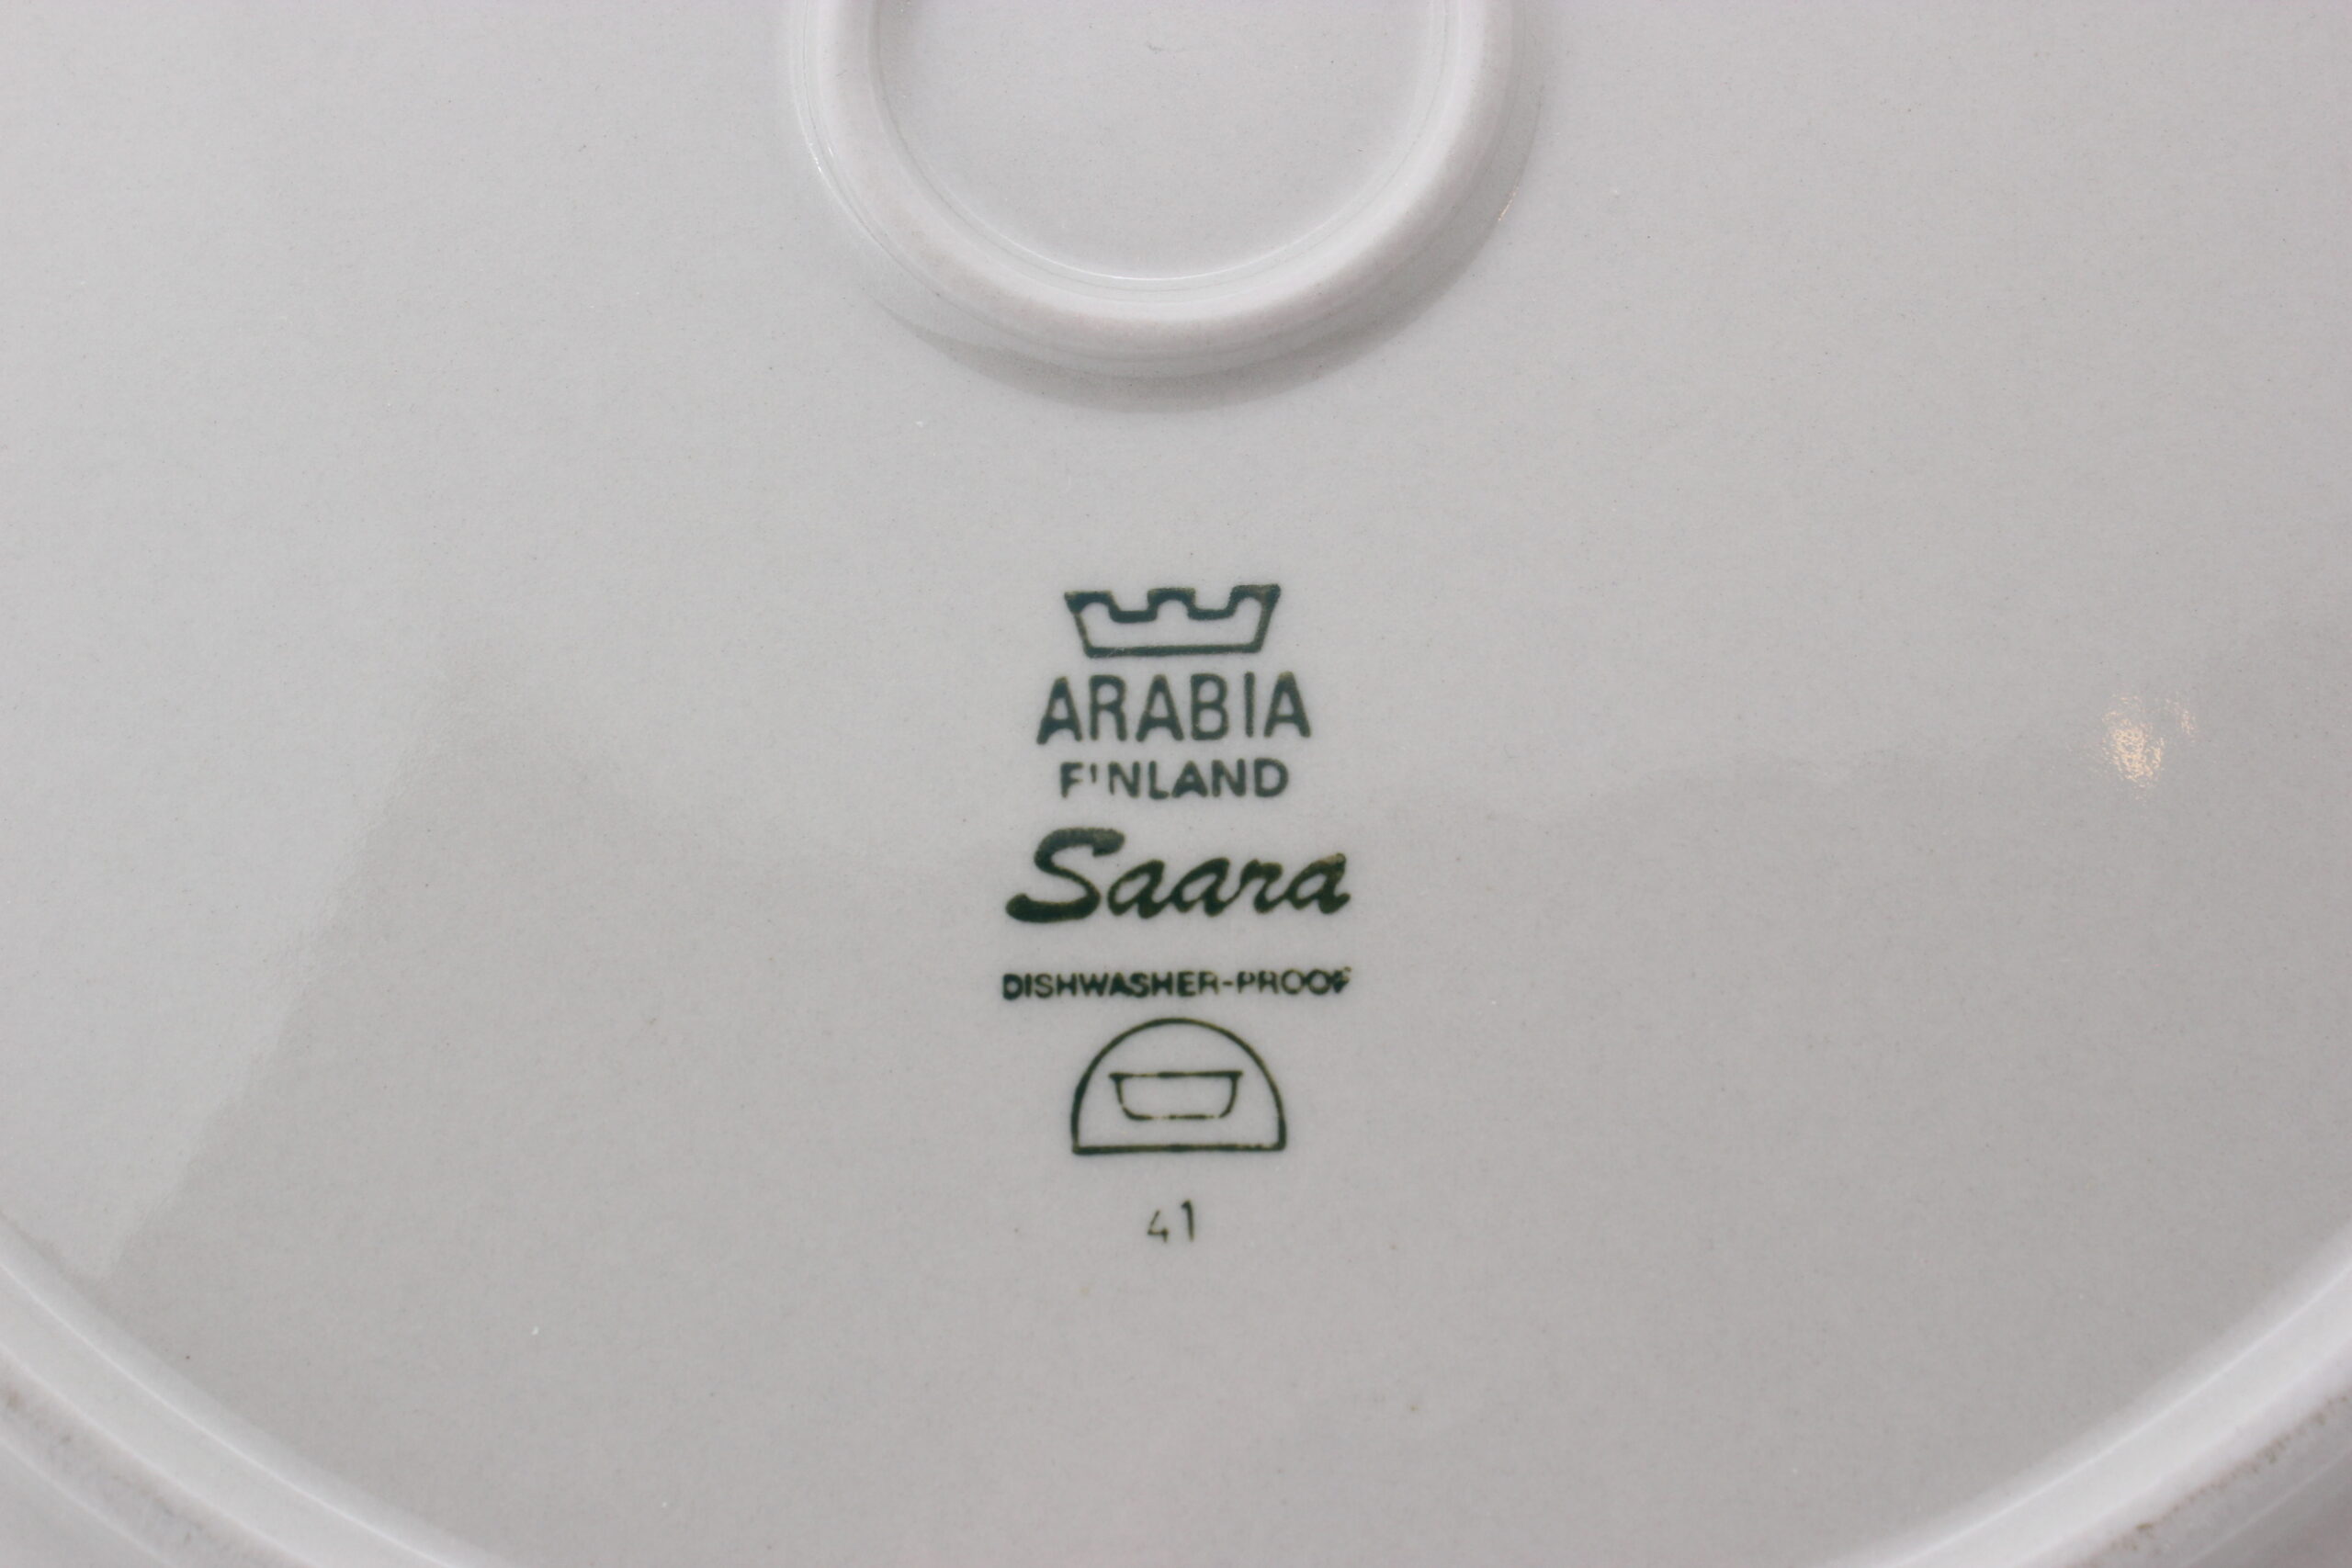 ARABIA
FINLAND
Saara
DISHWASHER-PROOF
41